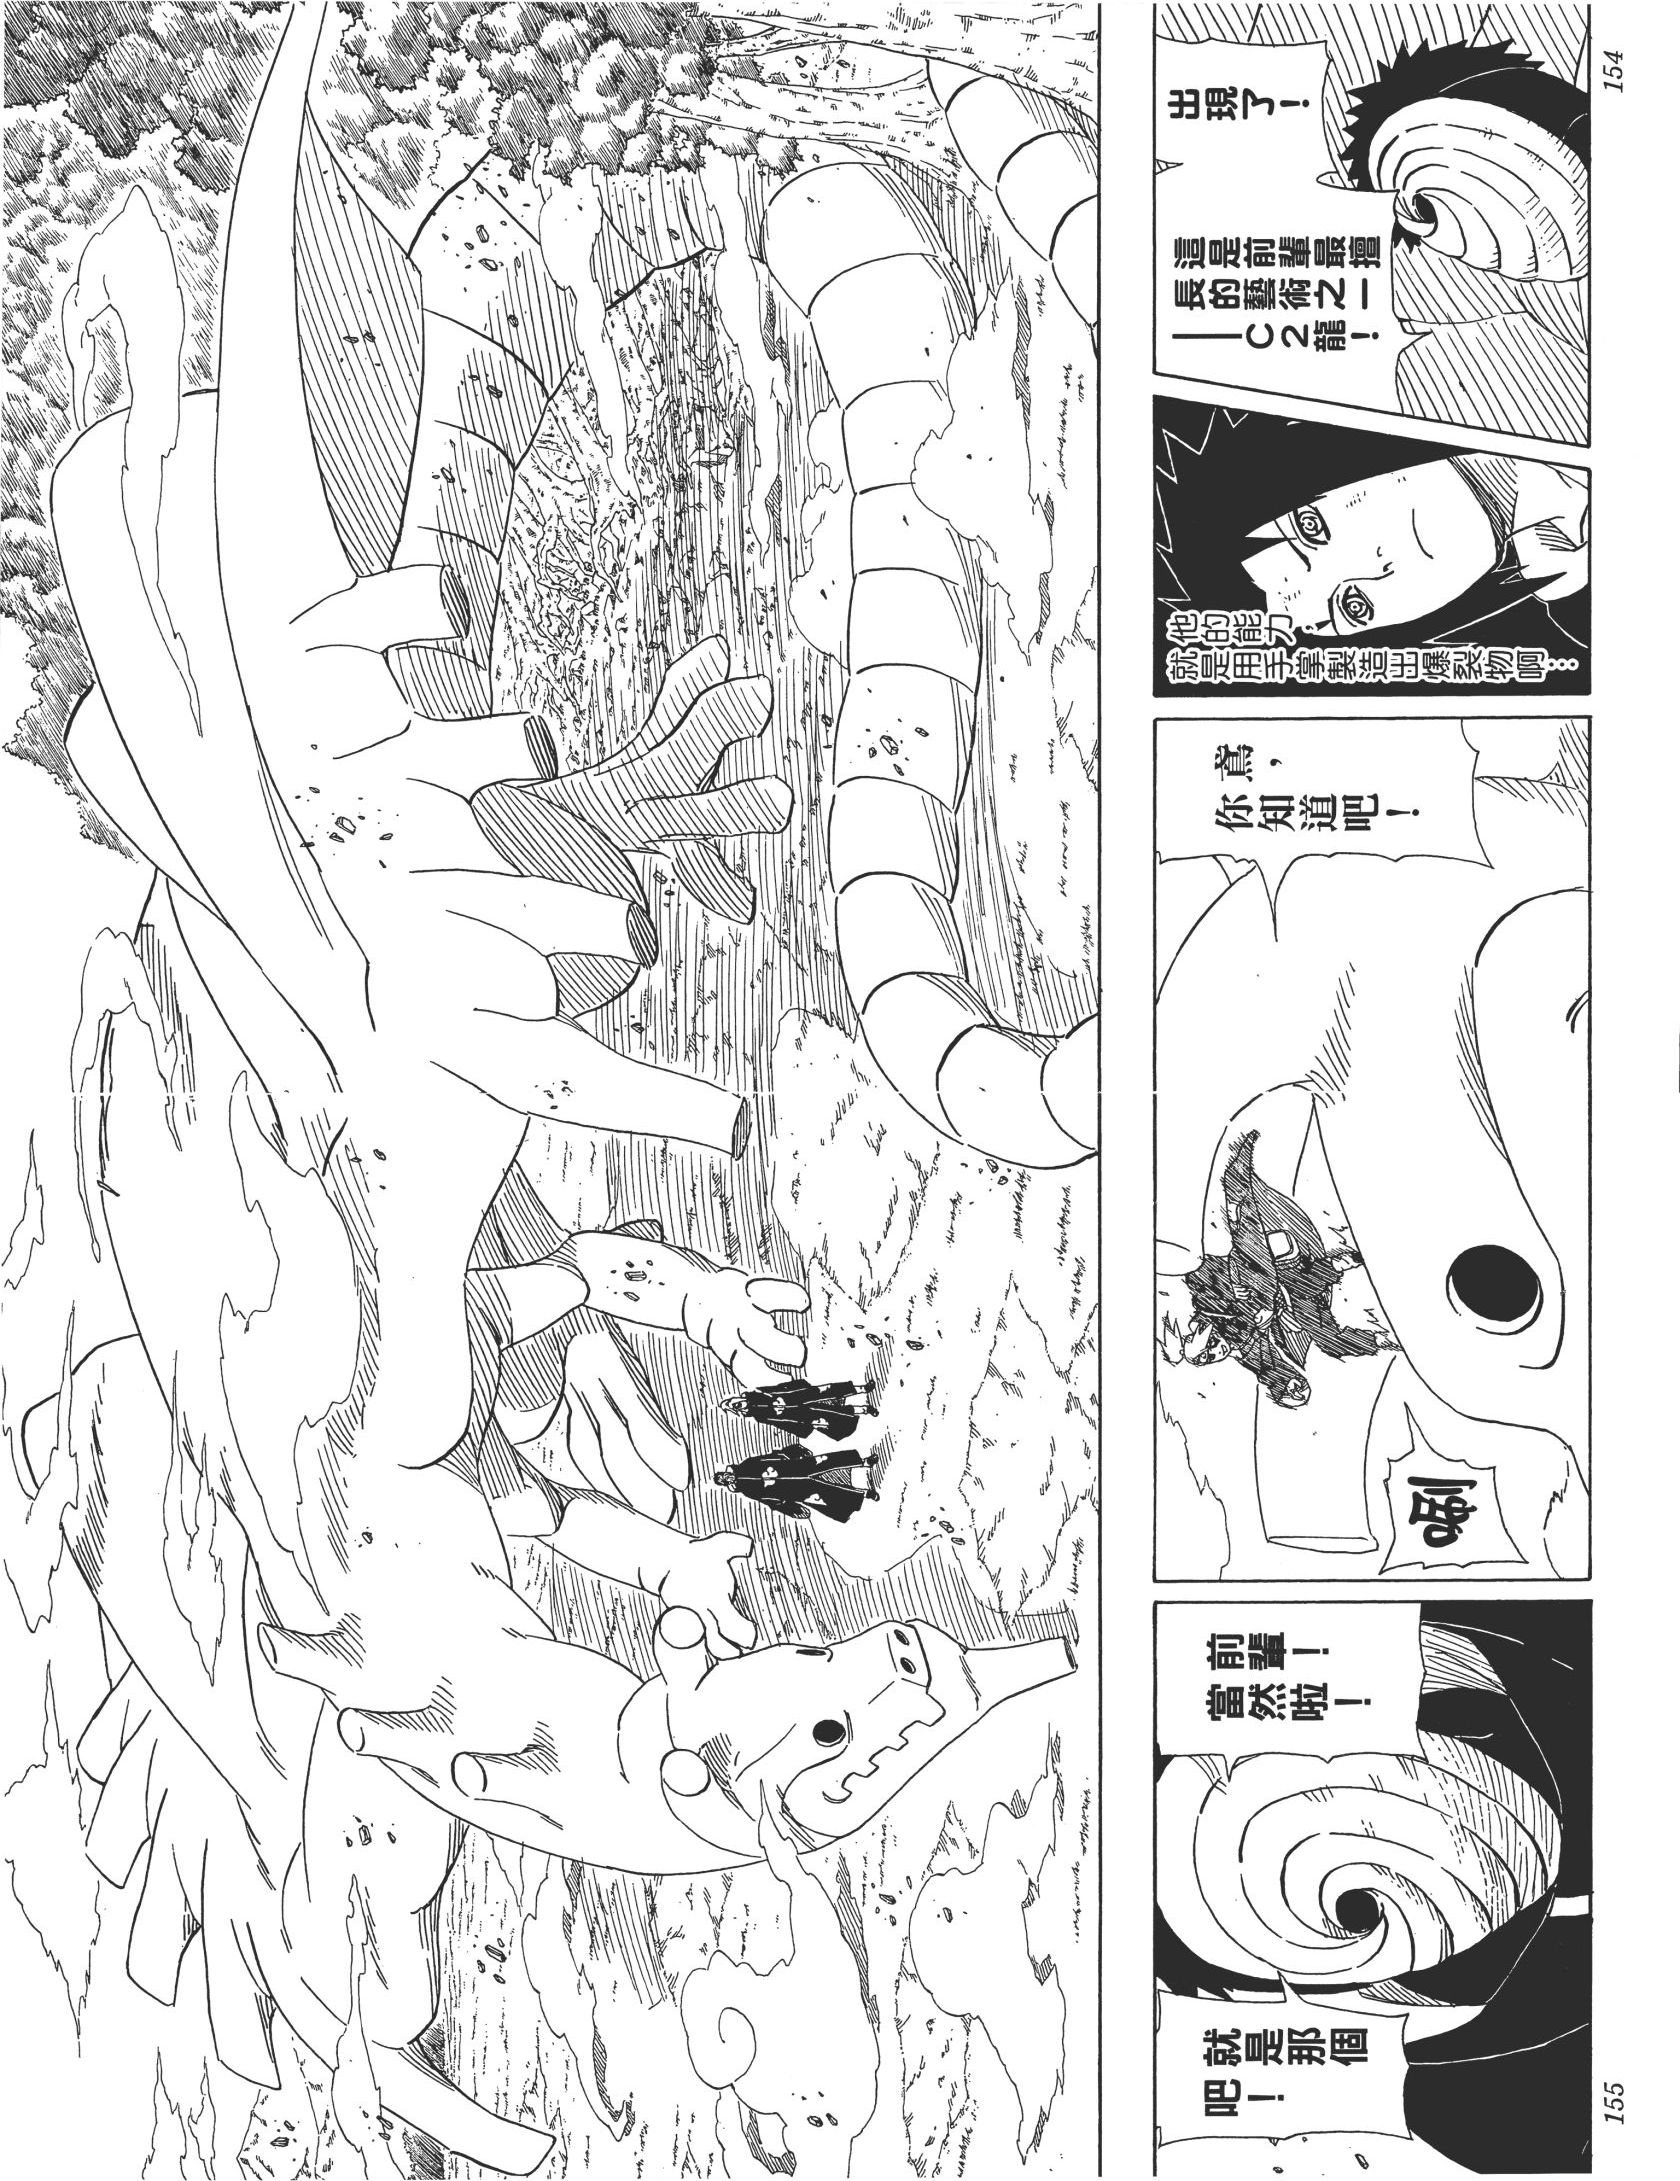 出現了！
這是前輩最擅
長的藝術之一
——C2龍！
他的能力，
就是用手掌製造出爆裂物啊…
鳶，
你知道吧！
唰
前輩！
當然啦！
就是那個
吧！
154
155